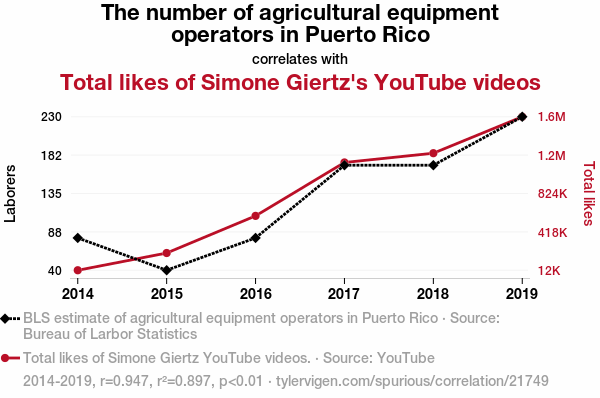 The number of agricultural equipment
operators in Puerto Rico
correlates with
Total likes of Simone Giertz's YouTube videos
230 1.6M
182 1.2M
135 824K
88 418K
40 12K
Laborers
Total likes
2014 2015 2016 2017 2018 2019
BLS estimate of agricultural equipment operators in Puerto Rico · Source:
Bureau of Larbor Statistics
Total likes of Simone Giertz YouTube videos. · Source: YouTube
2014-2019, r=0.947, r²=0.897, p<0.01 · tylervigen.com/spurious/correlation/21749